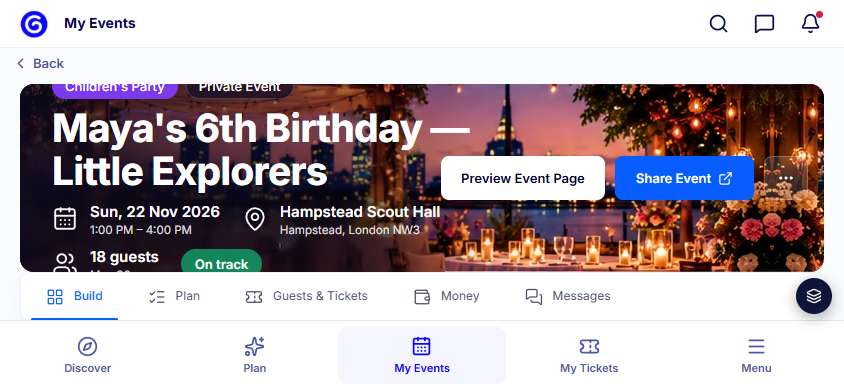 My Events
Back
Children's Party
Private Event
Maya's 6th Birthday —
Little Explorers
Preview Event Page
Share Event
Sun, 22 Nov 2026
1:00 PM – 4:00 PM
Hampstead Scout Hall
Hampstead, London NW3
18 guests
On track
Build
Plan
Guests & Tickets
Money
Messages
Discover
Plan
My Events
My Tickets
Menu